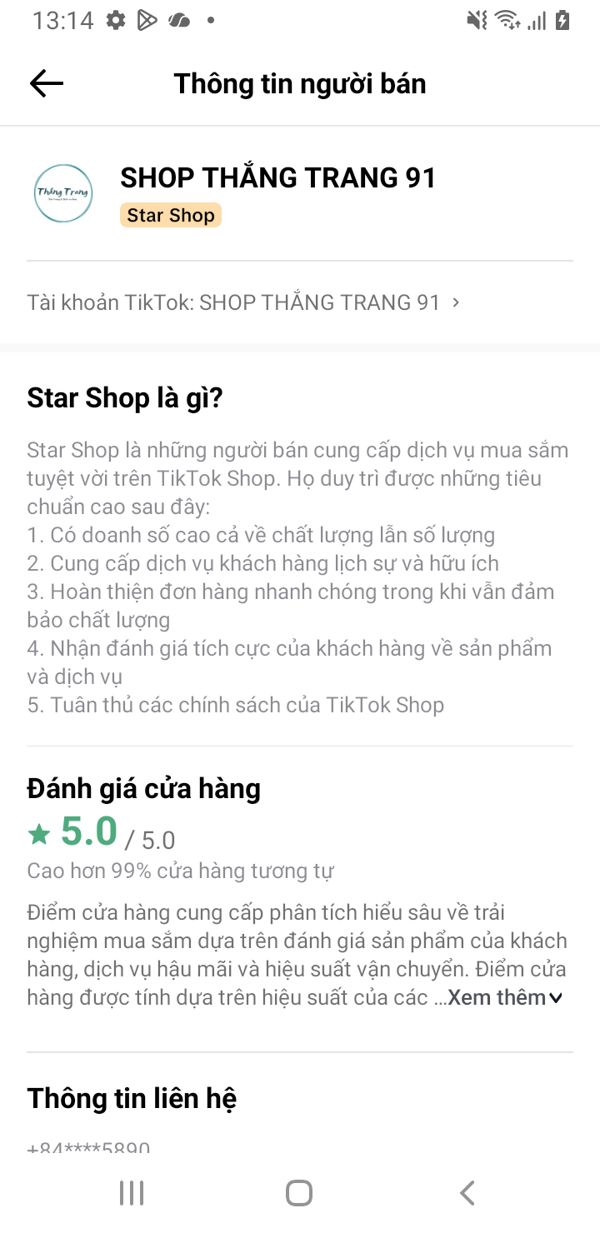 13:14
Thông tin người bán
Thắng Trang
SHOP THẮNG TRANG 91
Star Shop
Tài khoản TikTok: SHOP THẮNG TRANG 91 ›
Star Shop là gì?
Star Shop là những người bán cung cấp dịch vụ mua sắm
tuyệt vời trên TikTok Shop. Họ duy trì được những tiêu
chuẩn cao sau đây:
1. Có doanh số cao cả về chất lượng lẫn số lượng
2. Cung cấp dịch vụ khách hàng lịch sự và hữu ích
3. Hoàn thiện đơn hàng nhanh chóng trong khi vẫn đảm
bảo chất lượng
4. Nhận đánh giá tích cực của khách hàng về sản phẩm
và dịch vụ
5. Tuân thủ các chính sách của TikTok Shop
Đánh giá cửa hàng
5.0 / 5.0
Cao hơn 99% cửa hàng tương tự
Điểm cửa hàng cung cấp phân tích hiểu sâu về trải
nghiệm mua sắm dựa trên đánh giá sản phẩm của khách
hàng, dịch vụ hậu mãi và hiệu suất vận chuyển. Điểm cửa
hàng được tính dựa trên hiệu suất của các ...Xem thêm
Thông tin liên hệ
+84****5890